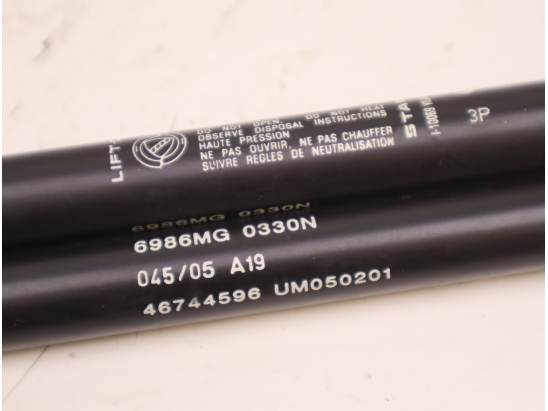 LIFT
DO NOT OPEN, DO NOT HEAT
OBSERVE DISPOSAL INSTRUCTIONS
HAUTE PRESSION
NE PAS OUVRIR, NE PAS CHAUFFER
SUIVRE REGLES DE NEUTRALISATION
STA
I-10069
3P
6986MG 0330N
6986MG 0330N
045/05 A19
46744596 UM050201